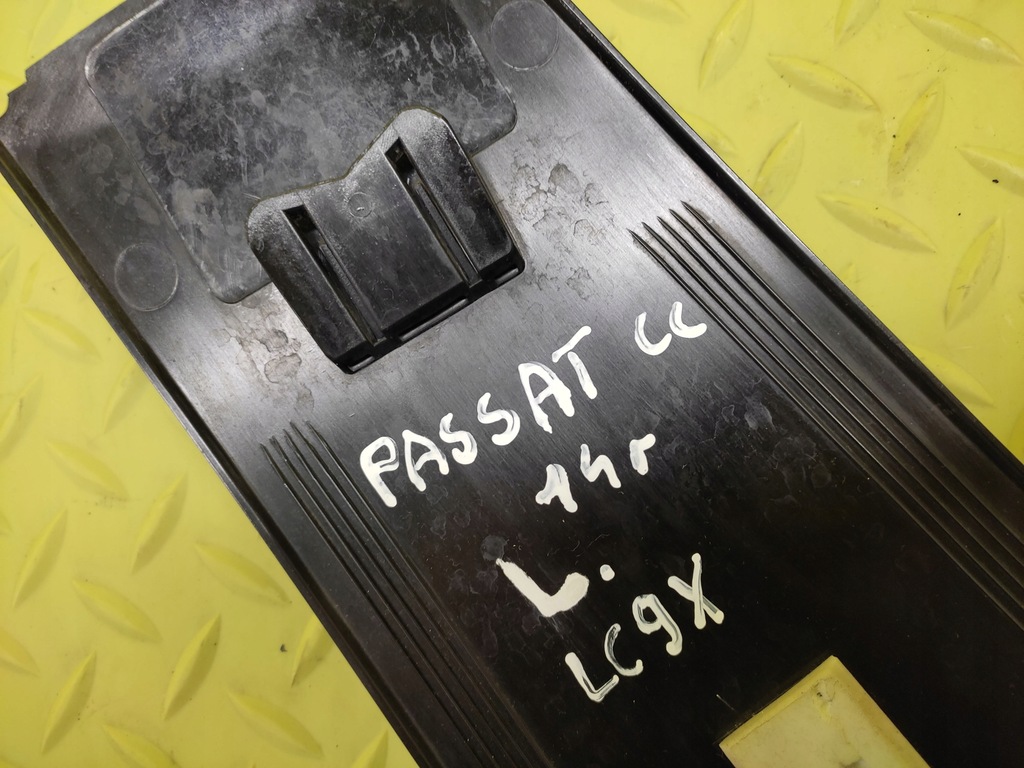 PASSAT CC
14r
L.
LC9X